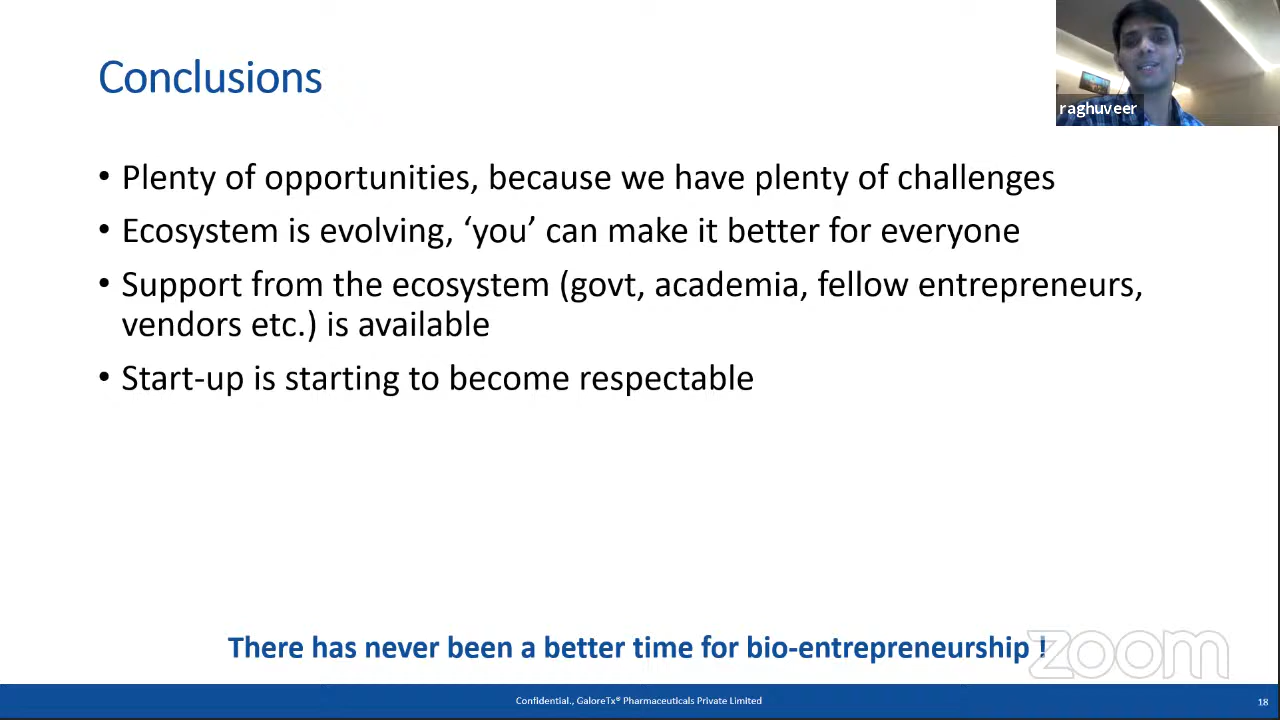 Conclusions
raghuveer
• Plenty of opportunities, because we have plenty of challenges
• Ecosystem is evolving, ‘you’ can make it better for everyone
• Support from the ecosystem (govt, academia, fellow entrepreneurs,
vendors etc.) is available
• Start-up is starting to become respectable
There has never been a better time for bio-entrepreneurship !
zoom
Confidential., GaloreTx® Pharmaceuticals Private Limited
18